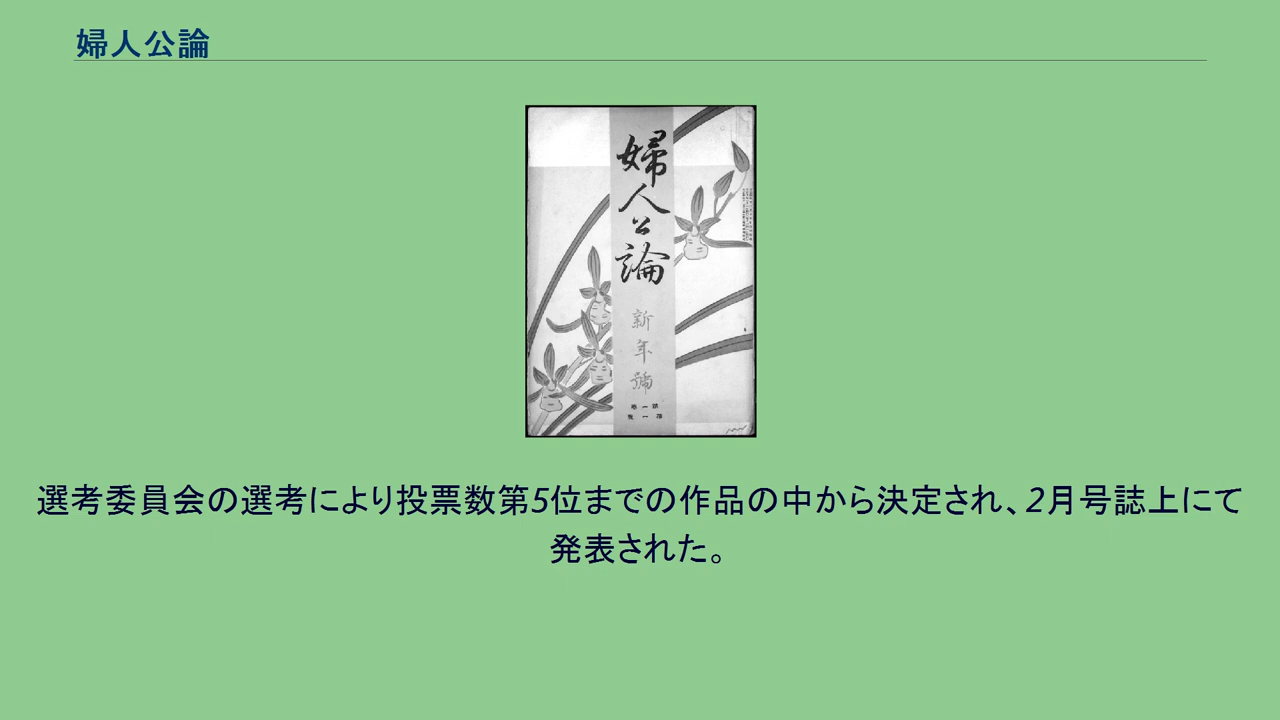 婦人公論
婦人公論
新年號
選考委員会の選考により投票数第5位までの作品の中から決定され、2月号誌上にて
発表された。